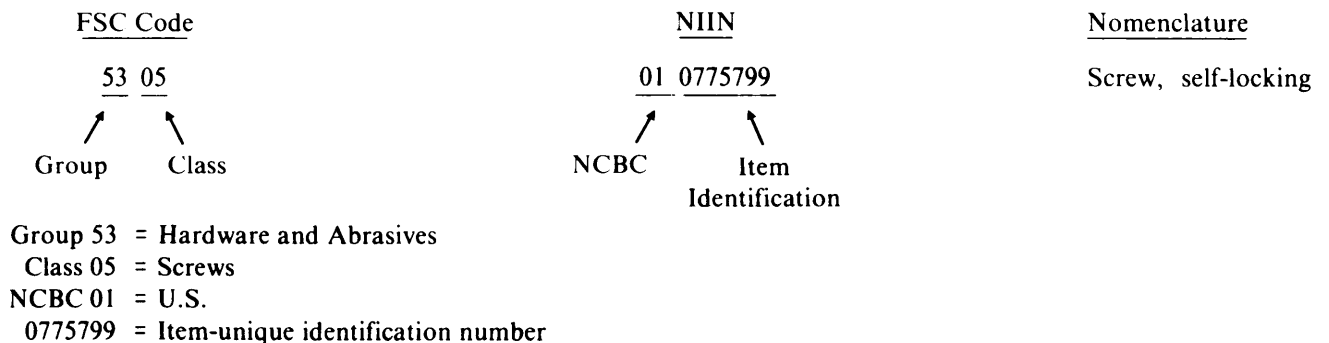 FSC Code NIIN Nomenclature
53 05 01 0775799 Screw, self-locking
Group Class NCBC Item
Identification
Group 53 = Hardware and Abrasives
Class 05 = Screws
NCBC 01 = U.S.
0775799 = Item-unique identification number